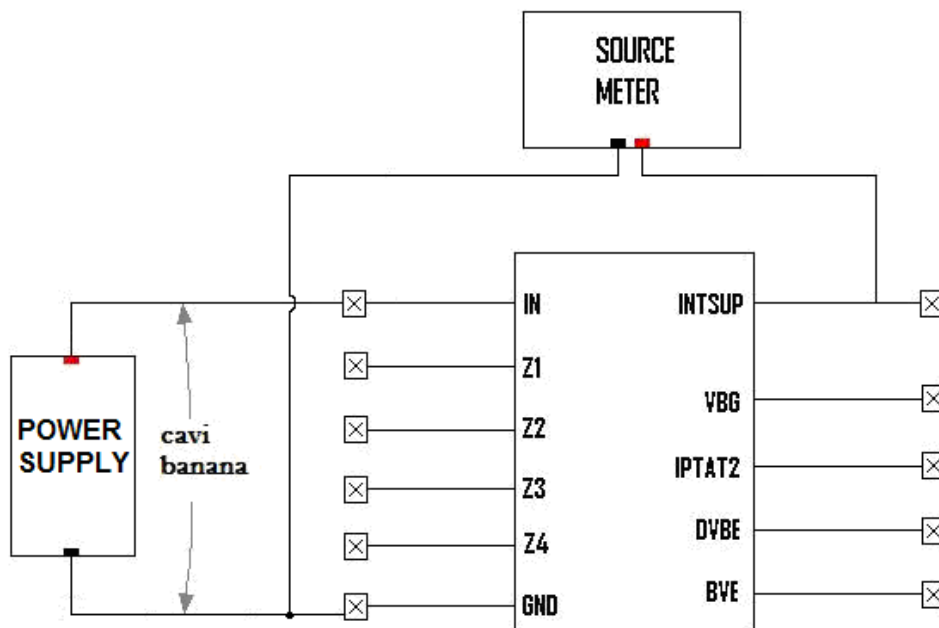 SOURCE
METER
IN
INTSUP
Z1
VBG
POWER
SUPPLY
cavi
banana
Z2
IPTAT2
Z3
DVBE
Z4
BVE
GND